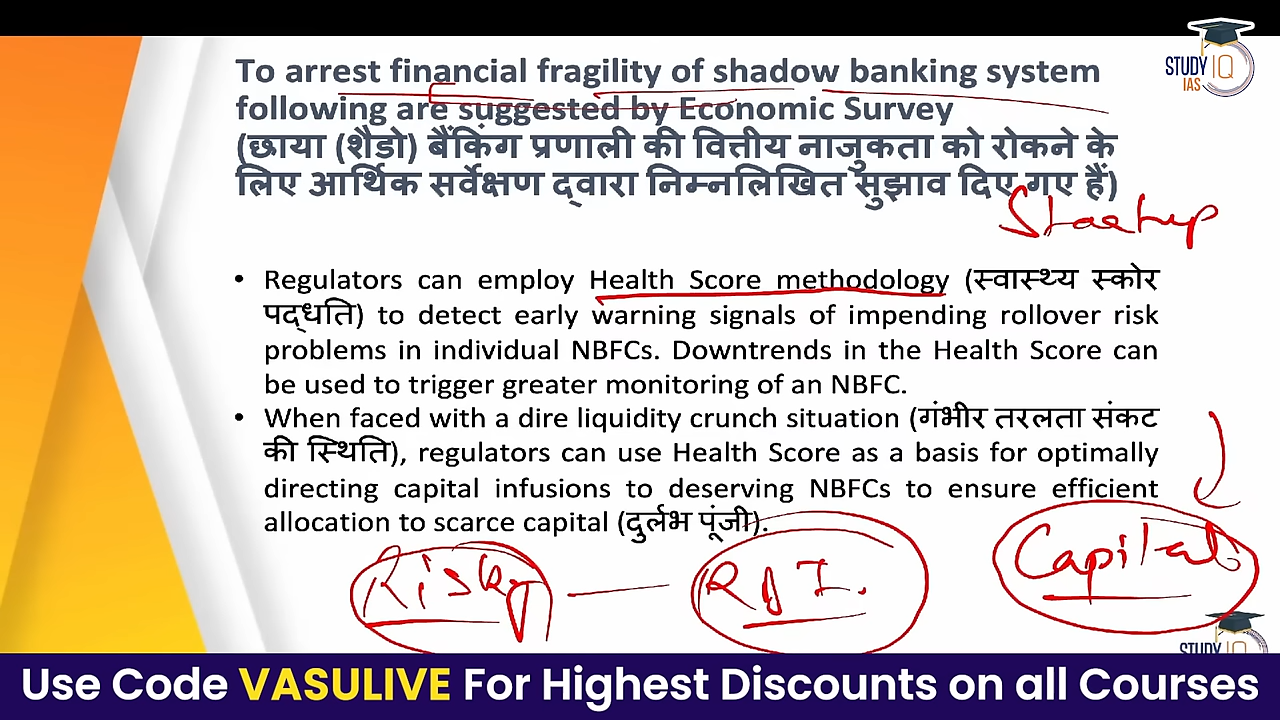 STUDY IQ
IAS
To arrest financial fragility of shadow banking system
following are suggested by Economic Survey
(छाया (शैडो) बैंकिंग प्रणाली की वित्तीय नाजुकता को रोकने के
लिए आर्थिक सर्वेक्षण द्वारा निम्नलिखित सुझाव दिए गए हैं)
Startup
• Regulators can employ Health Score methodology (स्वास्थ्य स्कोर
पद्धति) to detect early warning signals of impending rollover risk
problems in individual NBFCs. Downtrends in the Health Score can
be used to trigger greater monitoring of an NBFC.
• When faced with a dire liquidity crunch situation (गंभीर तरलता संकट
की स्थिति), regulators can use Health Score as a basis for optimally
directing capital infusions to deserving NBFCs to ensure efficient
allocation to scarce capital (दुर्लभ पूंजी).
Risky — RBI. Capital
STUDY IQ
Use Code VASULIVE For Highest Discounts on all Courses